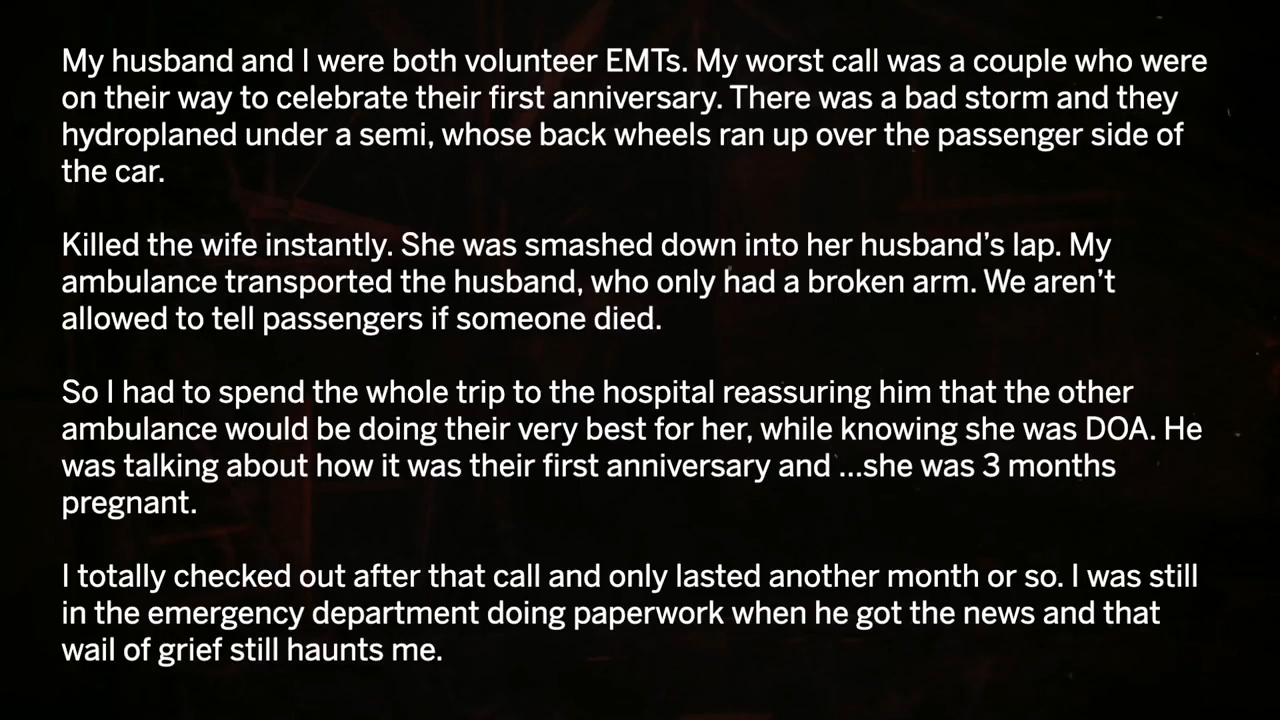 My husband and I were both volunteer EMTs. My worst call was a couple who were
on their way to celebrate their first anniversary. There was a bad storm and they
hydroplaned under a semi, whose back wheels ran up over the passenger side of
the car.
Killed the wife instantly. She was smashed down into her husband’s lap. My
ambulance transported the husband, who only had a broken arm. We aren’t
allowed to tell passengers if someone died.
So I had to spend the whole trip to the hospital reassuring him that the other
ambulance would be doing their very best for her, while knowing she was DOA. He
was talking about how it was their first anniversary and ...she was 3 months
pregnant.
I totally checked out after that call and only lasted another month or so. I was still
in the emergency department doing paperwork when he got the news and that
wail of grief still haunts me.